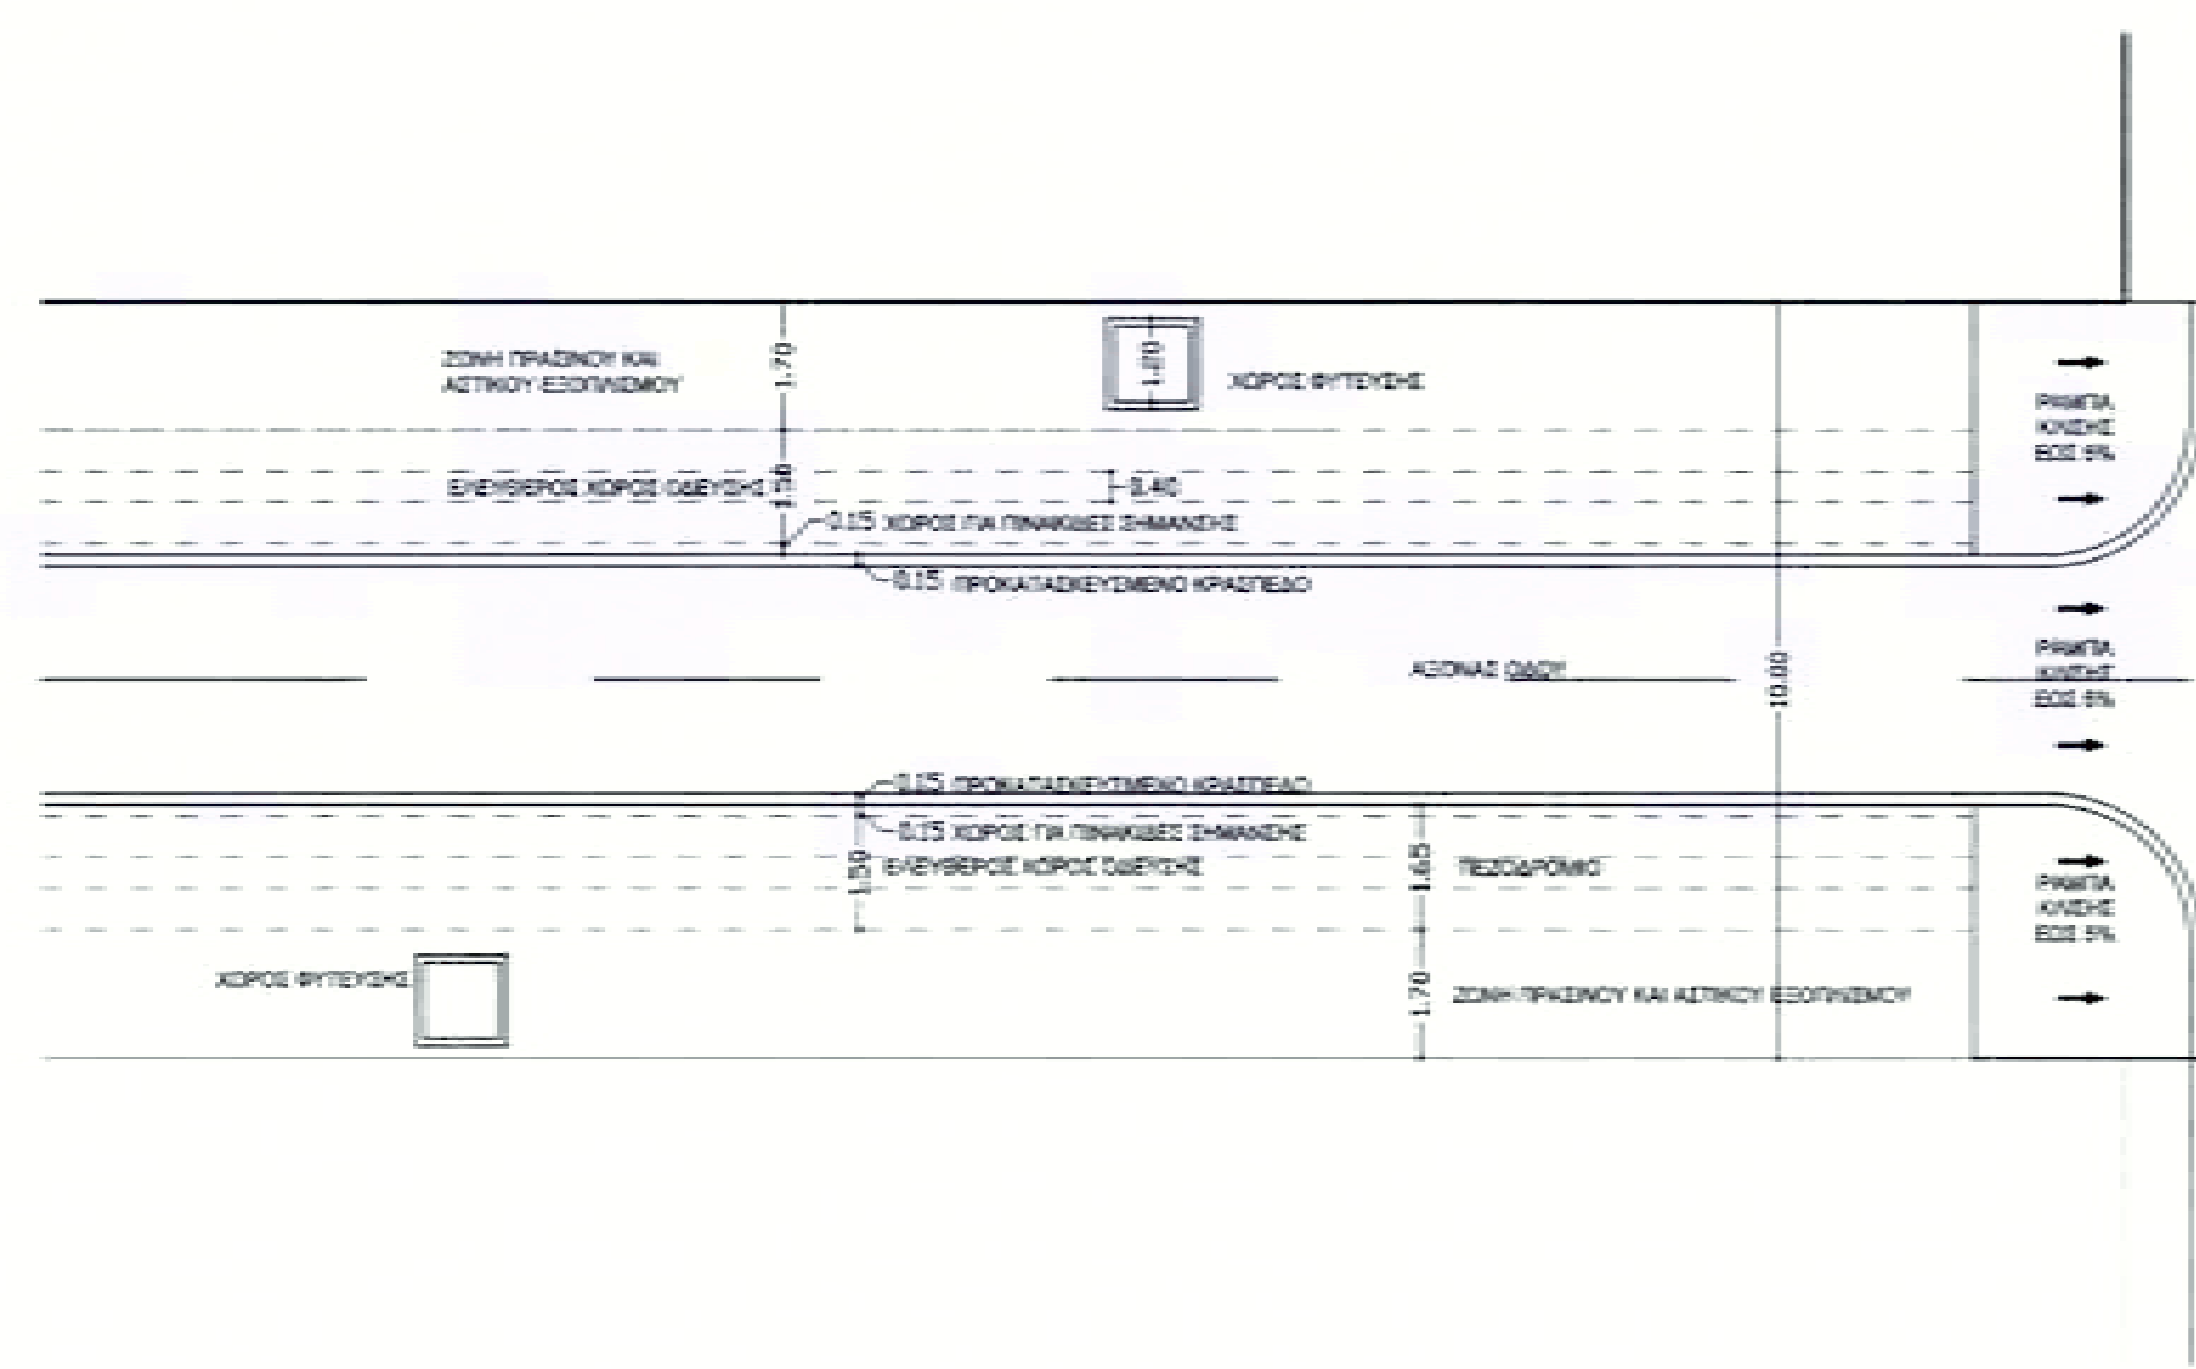 ΖΩΝΗ ΠΡΑΣΙΝΟΥ ΚΑΙ
ΑΣΤΙΚΟΥ ΕΞΟΠΛΙΣΜΟΥ
1.70
1.20
ΧΩΡΟΣ ΦΥΤΕΥΣΗΣ
ΡΑΜΠΑ
ΚΛΙΣΗΣ
ΕΩΣ 5%
ΕΛΕΥΘΕΡΟΣ ΧΩΡΟΣ ΟΔΕΥΣΗΣ
1.50
0.40
0.15 ΧΩΡΟΣ ΓΙΑ ΠΙΝΑΚΙΔΕΣ ΣΗΜΑΝΣΗΣ
0.15 ΠΡΟΚΑΤΑΣΚΕΥΣΜΕΝΟ ΚΡΑΣΠΕΔΟ
ΑΞΟΝΑΣ ΟΔΟΥ
10.00
ΡΑΜΠΑ
ΚΛΙΣΗΣ
ΕΩΣ 5%
0.15 ΠΡΟΚΑΤΑΣΚΕΥΣΜΕΝΟ ΚΡΑΣΠΕΔΟ
0.15 ΧΩΡΟΣ ΓΙΑ ΠΙΝΑΚΙΔΕΣ ΣΗΜΑΝΣΗΣ
1.50
ΕΛΕΥΘΕΡΟΣ ΧΩΡΟΣ ΟΔΕΥΣΗΣ
1.65
ΠΕΖΟΔΡΟΜΙΟ
ΡΑΜΠΑ
ΚΛΙΣΗΣ
ΕΩΣ 5%
ΧΩΡΟΣ ΦΥΤΕΥΣΗΣ
1.70
ΖΩΝΗ ΠΡΑΣΙΝΟΥ ΚΑΙ ΑΣΤΙΚΟΥ ΕΞΟΠΛΙΣΜΟΥ